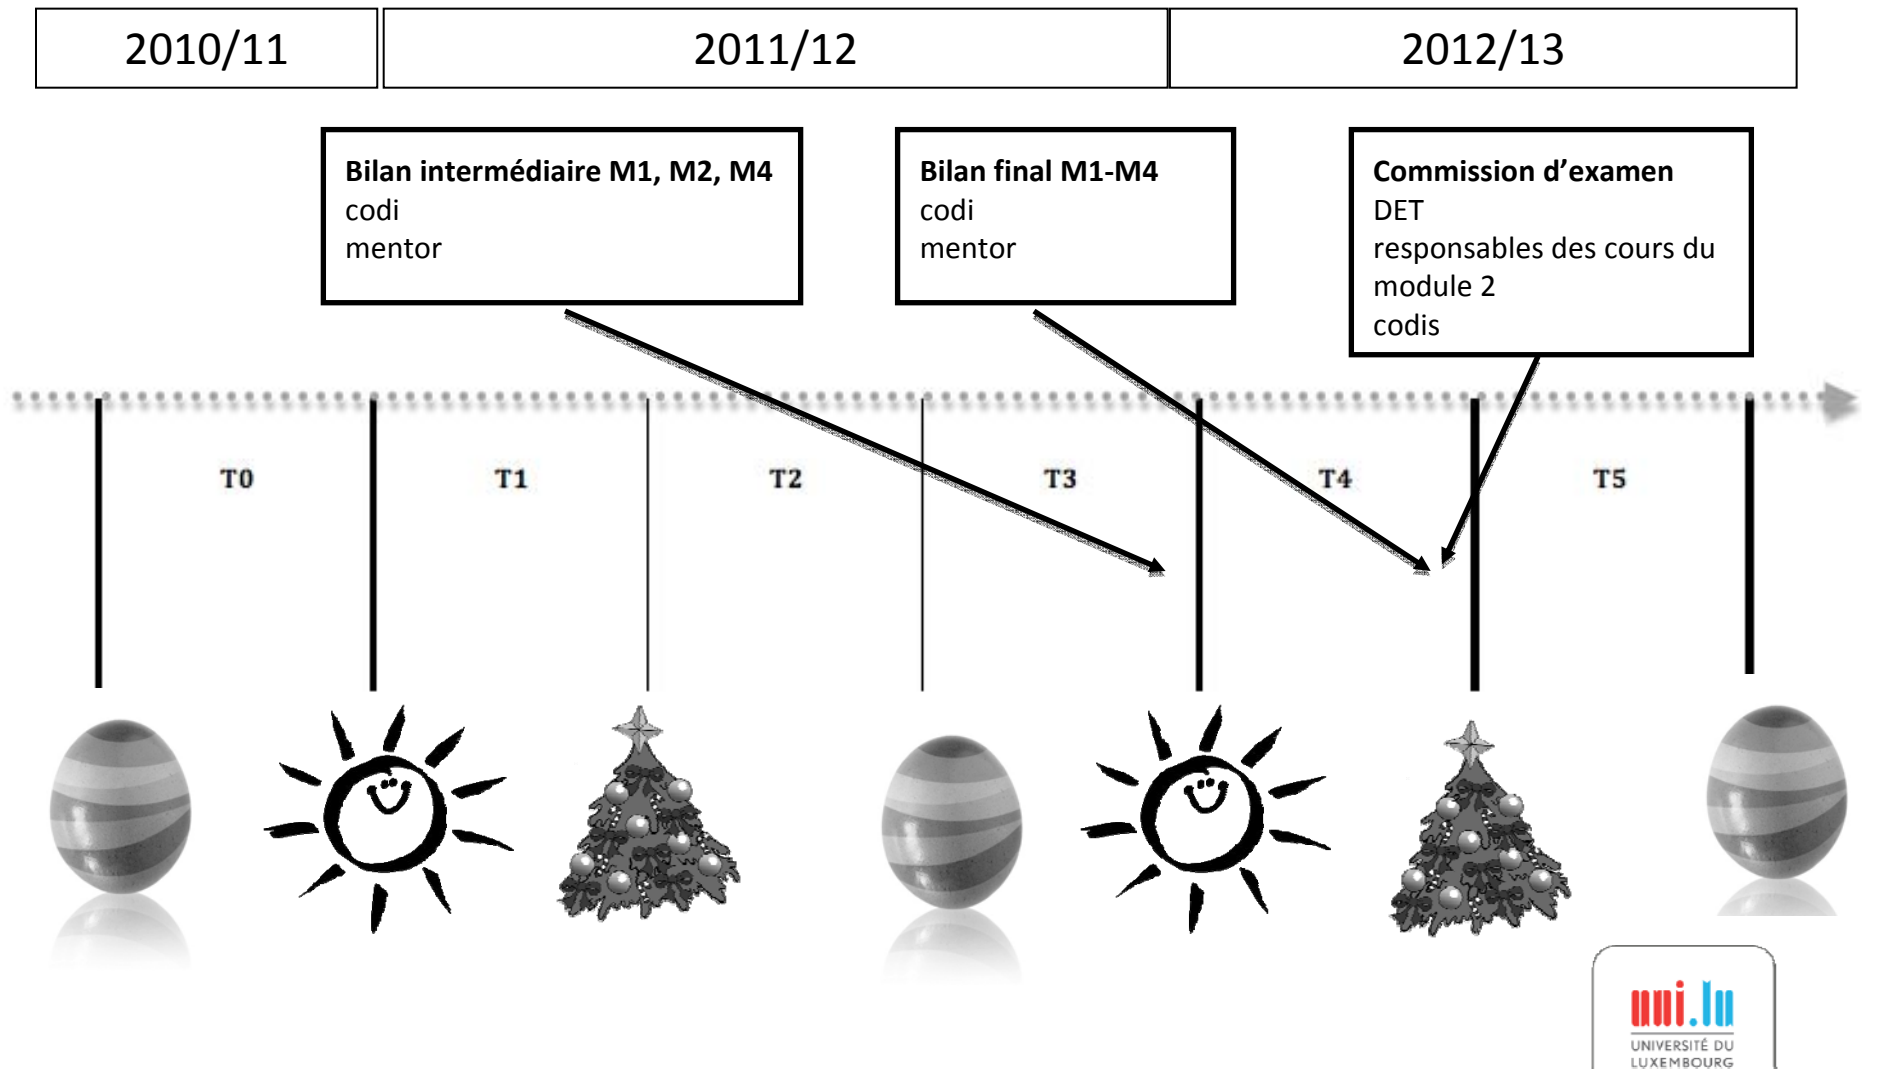 2010/11
2011/12
2012/13
Bilan intermédiaire M1, M2, M4
codi
mentor
Bilan final M1-M4
codi
mentor
Commission d’examen
DET
responsables des cours du
module 2
codis
T0
T1
T2
T3
T4
T5
uni.lu
UNIVERSITÉ DU
LUXEMBOURG